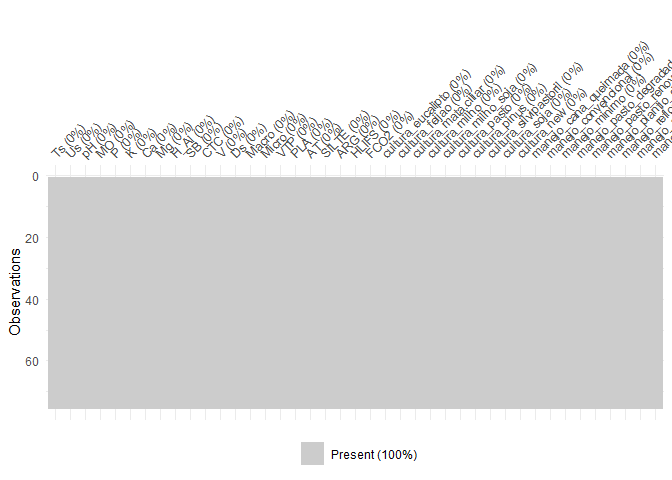 Ts (0%)
Us (0%)
pH (0%)
MO (0%)
P (0%)
K (0%)
Ca (0%)
Mg (0%)
H_Al (0%)
SB (0%)
CTC (0%)
V (0%)
Ds (0%)
Macro (0%)
Micro (0%)
VTP (0%)
PLA (0%)
AT (0%)
SILTE (0%)
ARG (0%)
HLIFS (0%)
FCO2 (0%)
cultura_eucalipto (0%)
cultura_feijao (0%)
cultura_mata.ciliar (0%)
cultura_milho (0%)
cultura_milho_soja (0%)
cultura_pasto (0%)
cultura_pinus (0%)
cultura_silvipastoril (0%)
cultura_soja (0%)
cultura_new (0%)
manejo_cana_queimada (0%)
manejo_convencional (0%)
manejo_minimo (0%)
0
20
40
60
Observations
Present (100%)